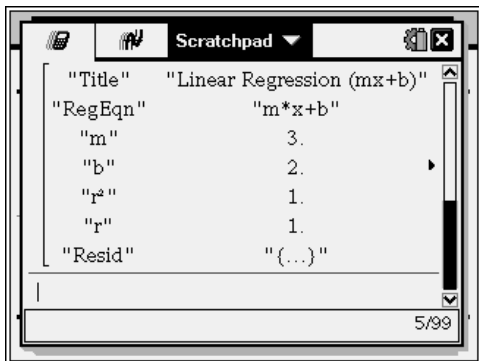 Scratchpad
"Title" "Linear Regression (mx+b)"
"RegEqn" "m*x+b"
"m" 3.
"b" 2.
"r²" 1.
"r" 1.
"Resid" "{...}"
5/99